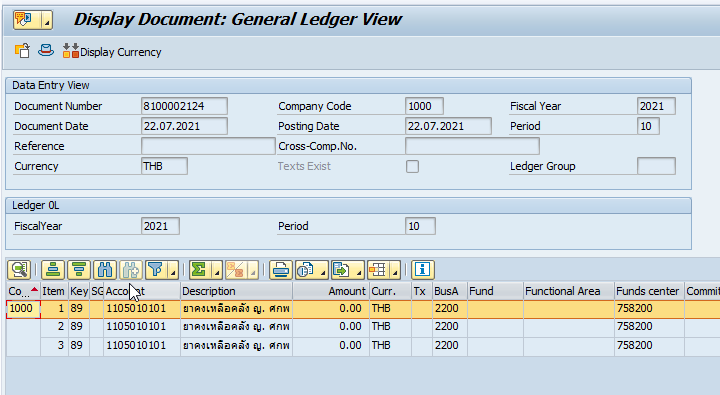 Display Document: General Ledger View
Display Currency
Data Entry View
Document Number 8100002124 Company Code 1000 Fiscal Year 2021
Document Date 22.07.2021 Posting Date 22.07.2021 Period 10
Reference Cross-Comp.No.
Currency THB Texts Exist Ledger Group
Ledger 0L
FiscalYear 2021 Period 10
Co... Item Key SG Account Description Amount Curr. Tx BusA Fund Functional Area Funds center Commit
1000 1 89 1105010101 ยาคงเหลือคลัง ญ. ศกพ 0.00 THB 2200 758200
2 89 1105010101 ยาคงเหลือคลัง ญ. ศกพ 0.00 THB 2200 758200
3 89 1105010101 ยาคงเหลือคลัง ญ. ศกพ 0.00 THB 2200 758200